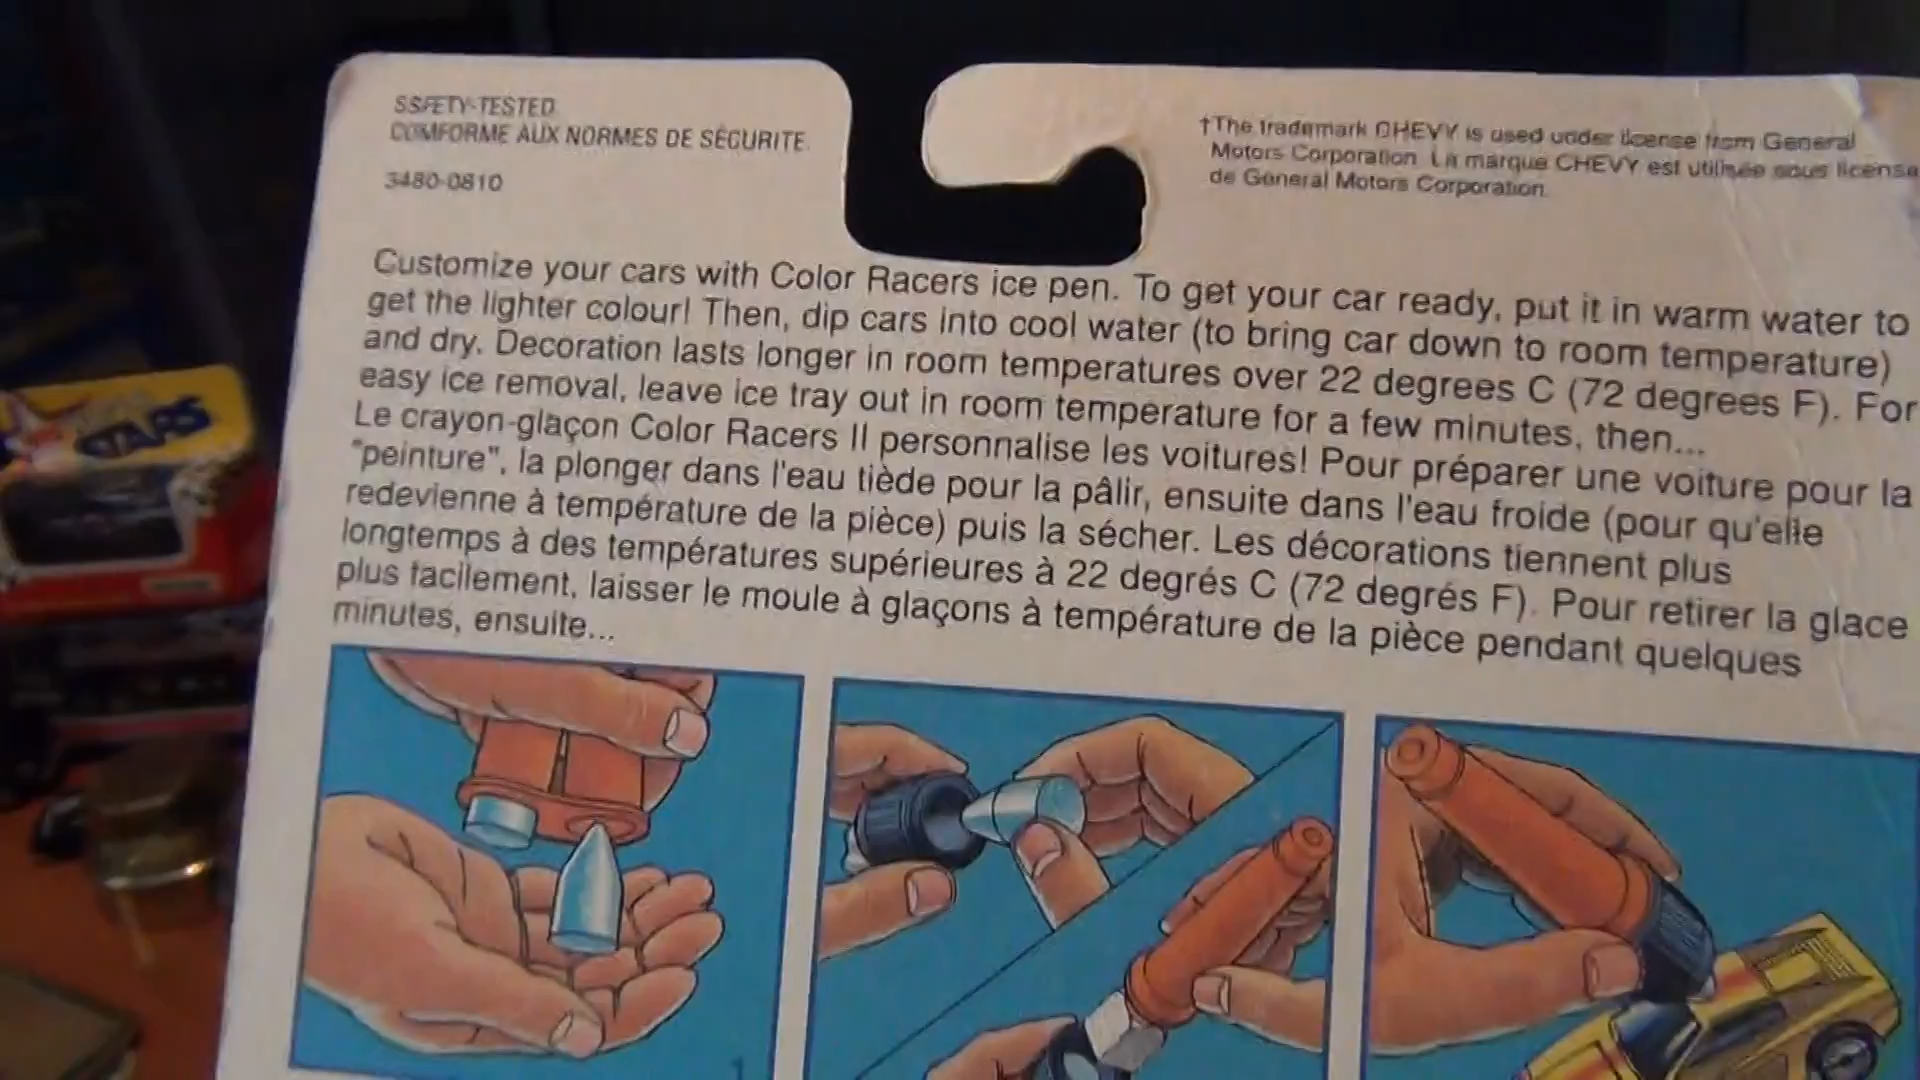 SSFETY-TESTED
COMFORME AUX NORMES DE SÉCURITE.
3480-0810
†The trademark CHEVY is used under license from General
Motors Corporation. La marque CHEVY est utilisée sous license
de General Motors Corporation.
Customize your cars with Color Racers ice pen. To get your car ready, put it in warm water to
get the lighter colour! Then, dip cars into cool water (to bring car down to room temperature)
and dry. Decoration lasts longer in room temperatures over 22 degrees C (72 degrees F). For
easy ice removal, leave ice tray out in room temperature for a few minutes, then...
Le crayon-glaçon Color Racers II personnalise les voitures! Pour préparer une voiture pour la
"peinture", la plonger dans l'eau tiède pour la pâlir, ensuite dans l'eau froide (pour qu'elle
redevienne à température de la pièce) puis la sécher. Les décorations tiennent plus
longtemps à des températures supérieures à 22 degrés C (72 degrés F). Pour retirer la glace
plus facilement, laisser le moule à glaçons à température de la pièce pendant quelques
minutes, ensuite...
STARS